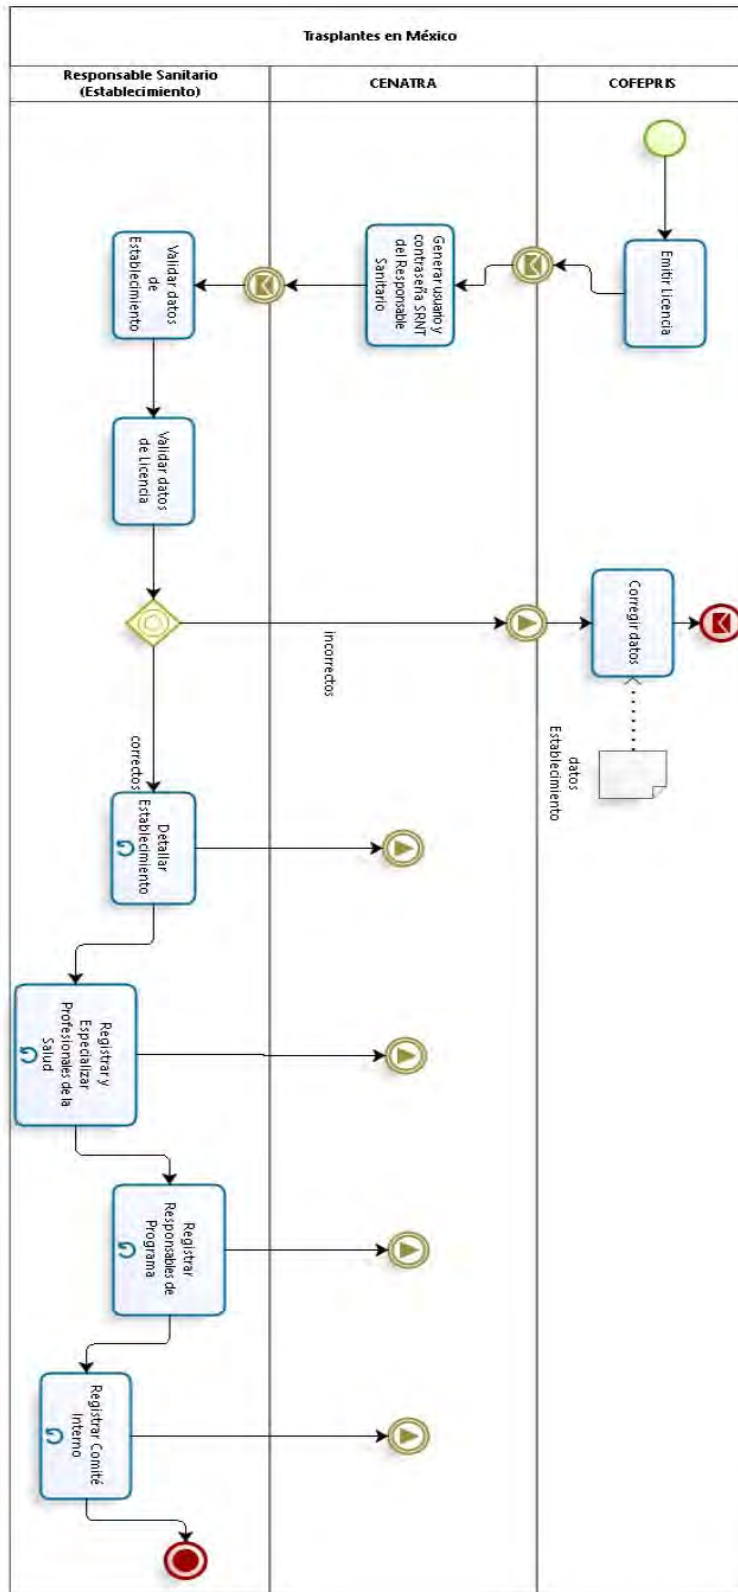 Trasplantes en México
Responsable Sanitario
(Establecimiento)
CENATRA
COFEPRIS
Emitir Licencia
Generar usuario y
contraseña SRNT
del Responsable
Sanitario
Validar datos
de
Establecimiento
Validar datos
de Licencia
incorrectos
Corregir datos
datos
Establecimiento
correctos
Detallar
Establecimiento
Registrar y
Especializar
Profesionales de la
Salud
Registrar
Responsables de
Programa
Registrar Comité
Interno